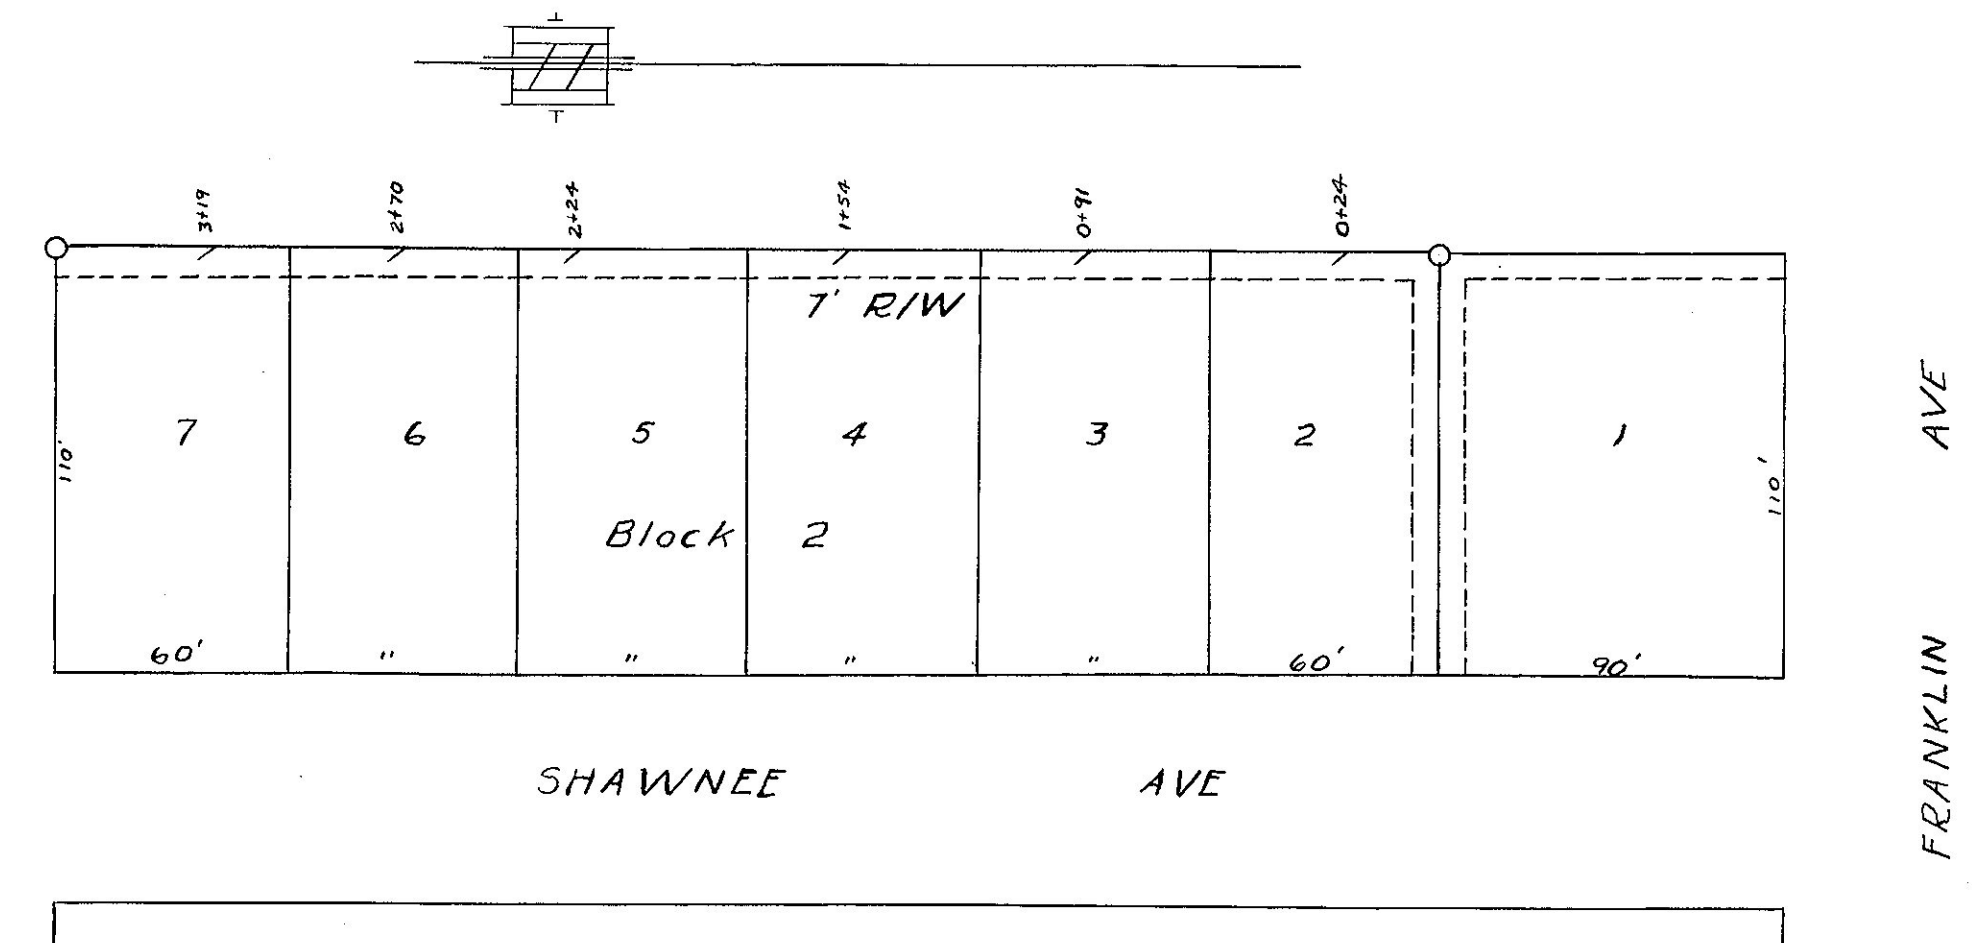 3+19 2+70 2+24 1+54 0+91 0+24
7' R/W
7 6 5 4 3 2 1
110' 110'
Block 2
60' " " " " 60' 90'
SHAWNEE AVE
FRANKLIN AVE